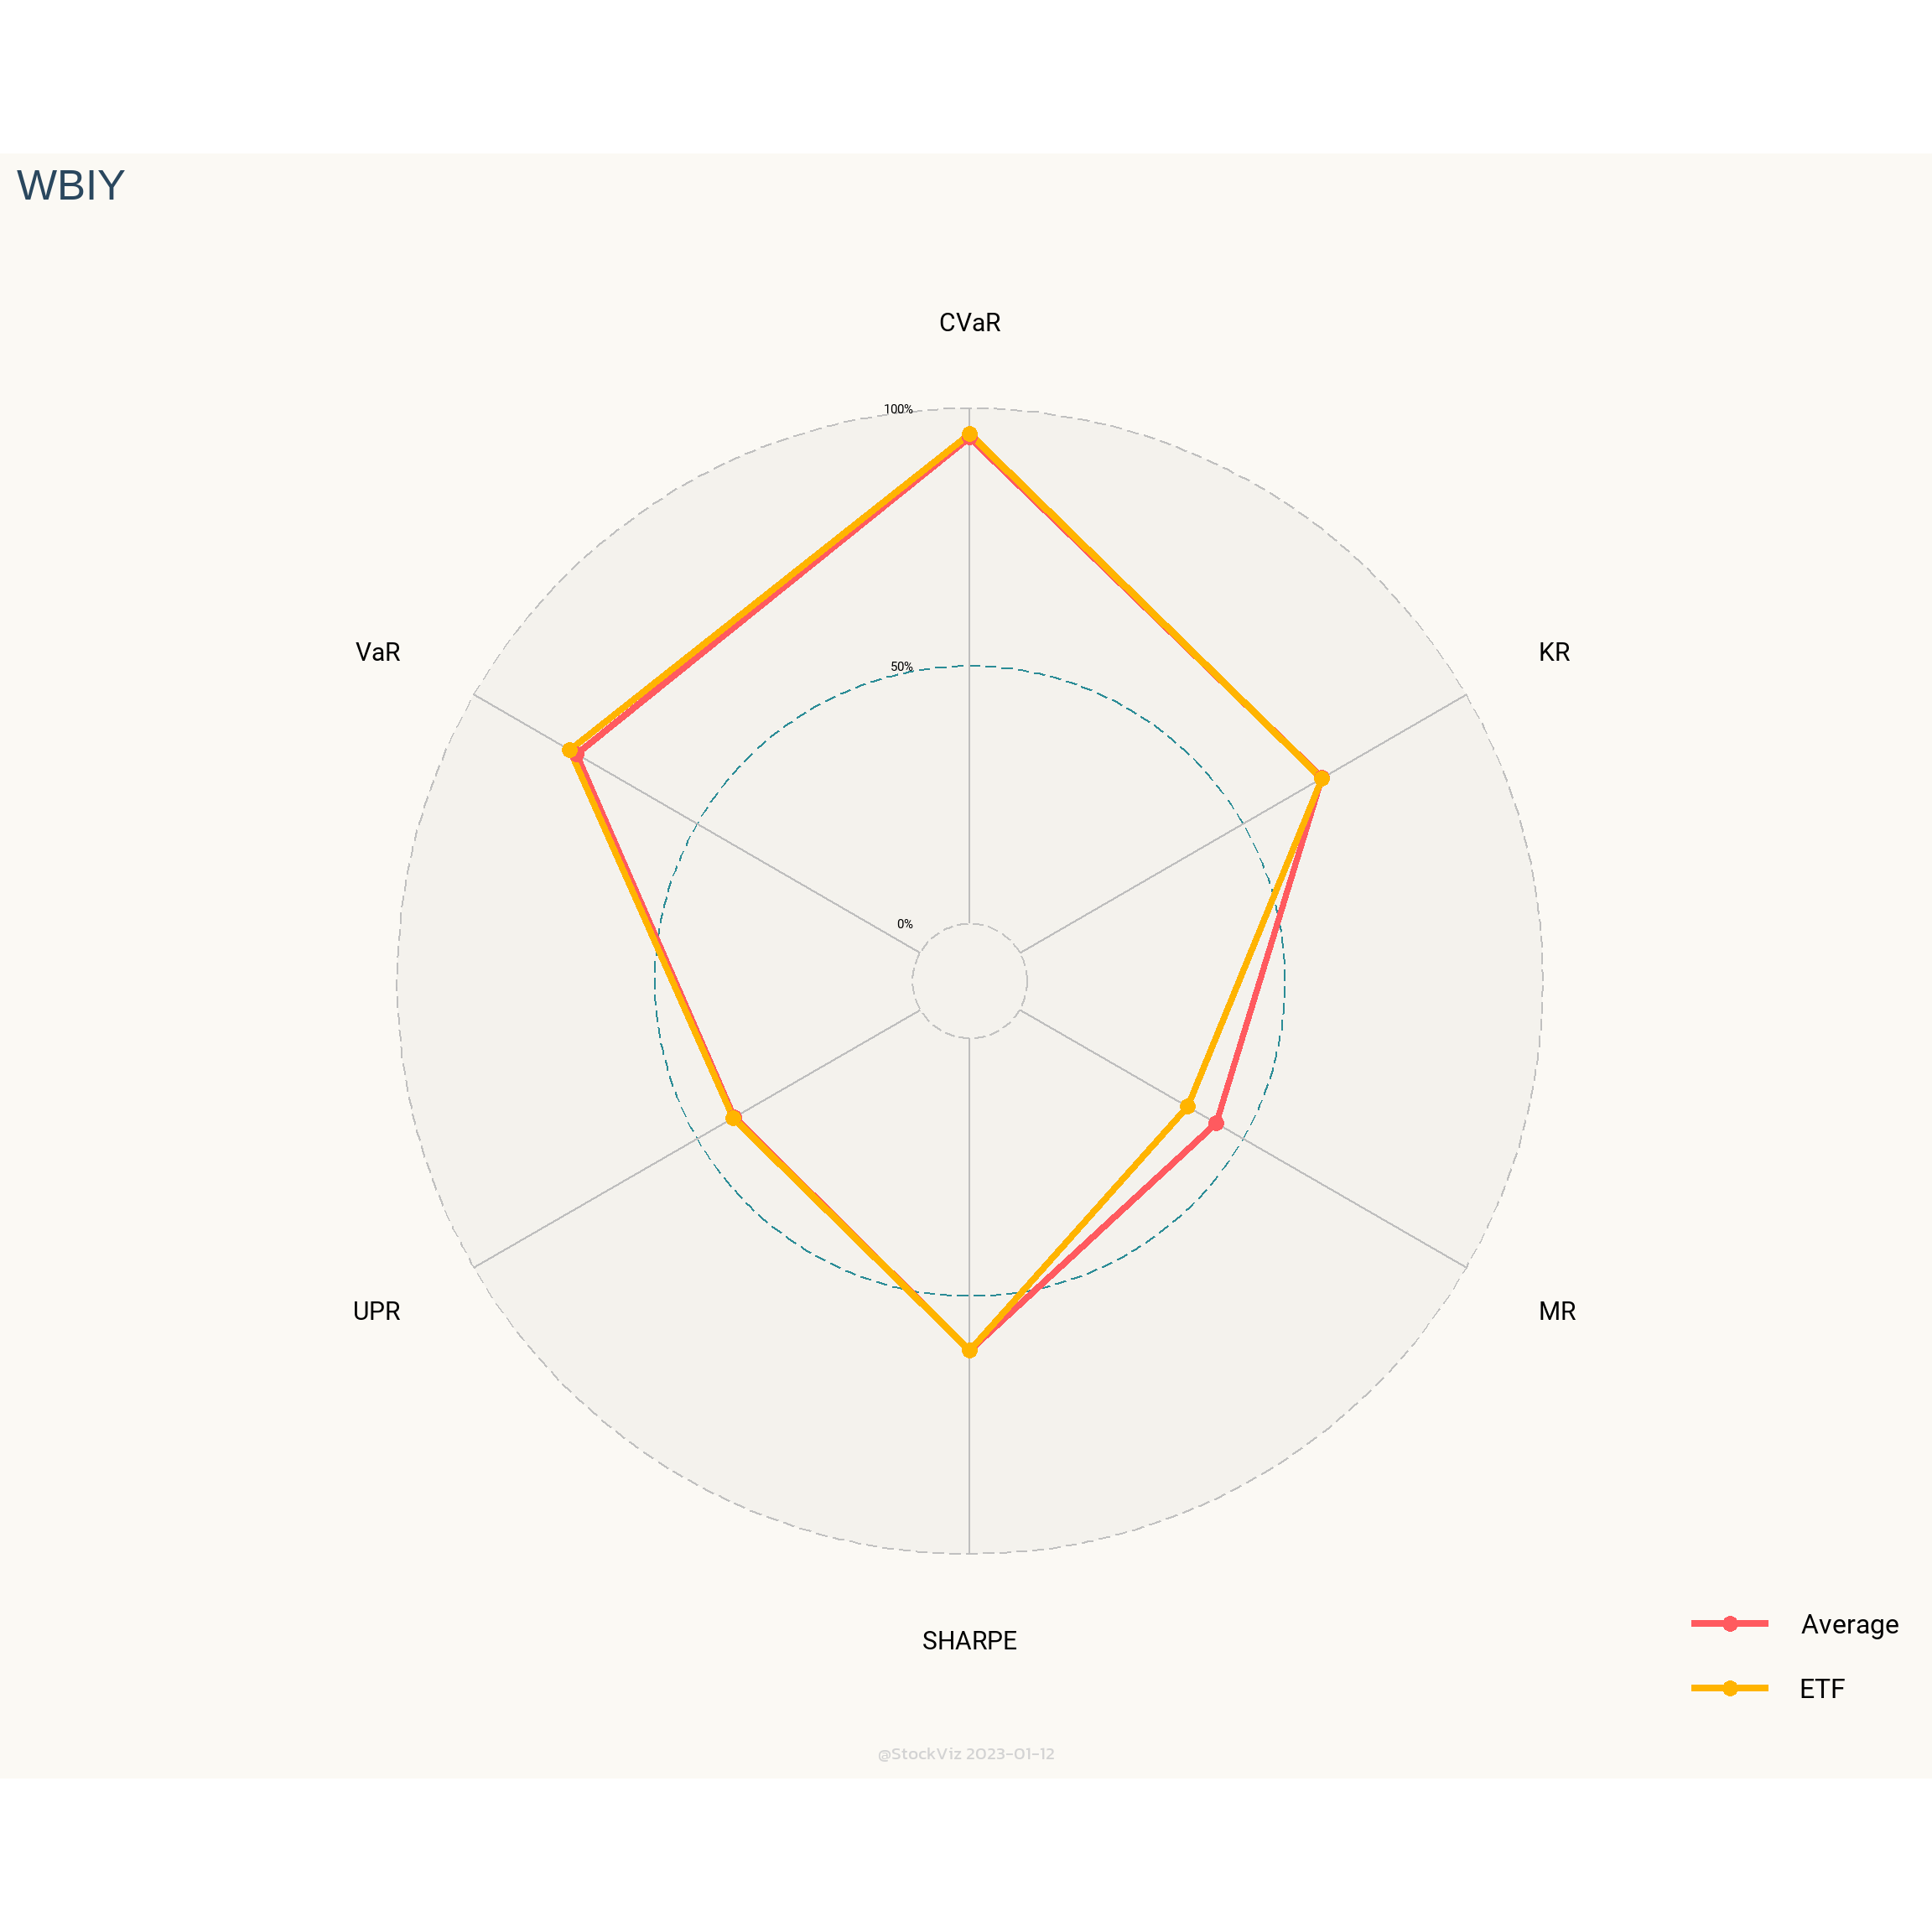 WBIY
CVaR
100%
VaR
KR
50%
0%
UPR
MR
SHARPE
Average
ETF
@StockViz 2023-01-12